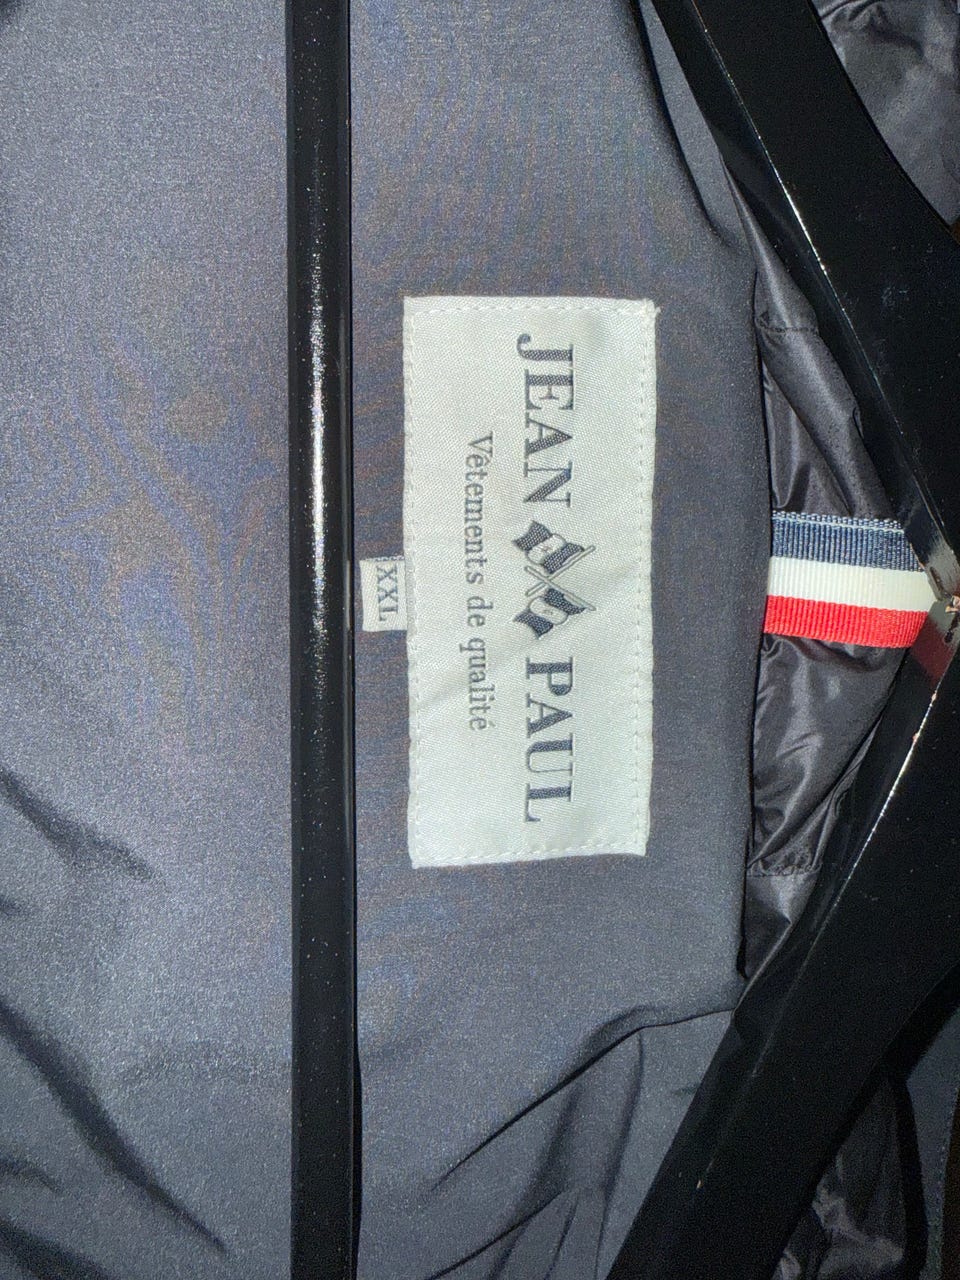 JEAN PAUL
Vêtements de qualité
XXL